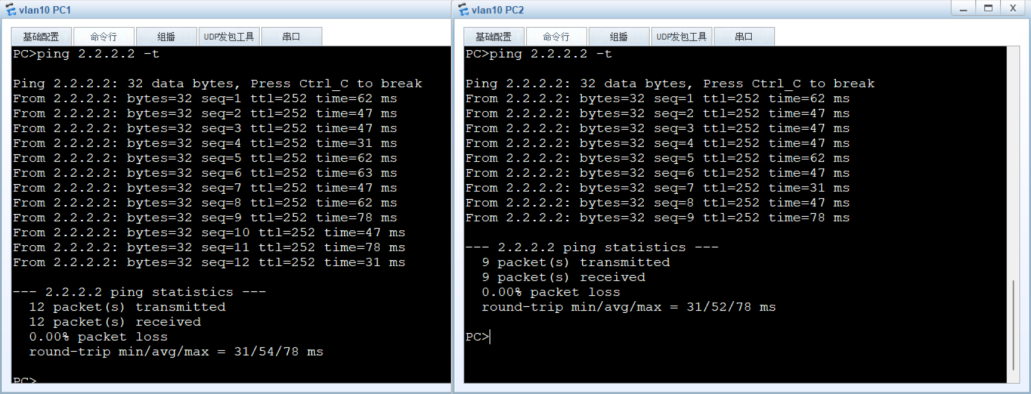 vlan10 PC1
基础配置 命令行 组播 UDP发包工具 串口
PC>ping 2.2.2.2 -t
Ping 2.2.2.2: 32 data bytes, Press Ctrl_C to break
From 2.2.2.2: bytes=32 seq=1 ttl=252 time=62 ms
From 2.2.2.2: bytes=32 seq=2 ttl=252 time=47 ms
From 2.2.2.2: bytes=32 seq=3 ttl=252 time=47 ms
From 2.2.2.2: bytes=32 seq=4 ttl=252 time=31 ms
From 2.2.2.2: bytes=32 seq=5 ttl=252 time=62 ms
From 2.2.2.2: bytes=32 seq=6 ttl=252 time=63 ms
From 2.2.2.2: bytes=32 seq=7 ttl=252 time=47 ms
From 2.2.2.2: bytes=32 seq=8 ttl=252 time=62 ms
From 2.2.2.2: bytes=32 seq=9 ttl=252 time=78 ms
From 2.2.2.2: bytes=32 seq=10 ttl=252 time=47 ms
From 2.2.2.2: bytes=32 seq=11 ttl=252 time=78 ms
From 2.2.2.2: bytes=32 seq=12 ttl=252 time=31 ms
--- 2.2.2.2 ping statistics ---
12 packet(s) transmitted
12 packet(s) received
0.00% packet loss
round-trip min/avg/max = 31/54/78 ms
PC>
vlan10 PC2
基础配置 命令行 组播 UDP发包工具 串口
PC>ping 2.2.2.2 -t
Ping 2.2.2.2: 32 data bytes, Press Ctrl_C to break
From 2.2.2.2: bytes=32 seq=1 ttl=252 time=62 ms
From 2.2.2.2: bytes=32 seq=2 ttl=252 time=47 ms
From 2.2.2.2: bytes=32 seq=3 ttl=252 time=47 ms
From 2.2.2.2: bytes=32 seq=4 ttl=252 time=47 ms
From 2.2.2.2: bytes=32 seq=5 ttl=252 time=62 ms
From 2.2.2.2: bytes=32 seq=6 ttl=252 time=47 ms
From 2.2.2.2: bytes=32 seq=7 ttl=252 time=31 ms
From 2.2.2.2: bytes=32 seq=8 ttl=252 time=47 ms
From 2.2.2.2: bytes=32 seq=9 ttl=252 time=78 ms
--- 2.2.2.2 ping statistics ---
9 packet(s) transmitted
9 packet(s) received
0.00% packet loss
round-trip min/avg/max = 31/52/78 ms
PC>